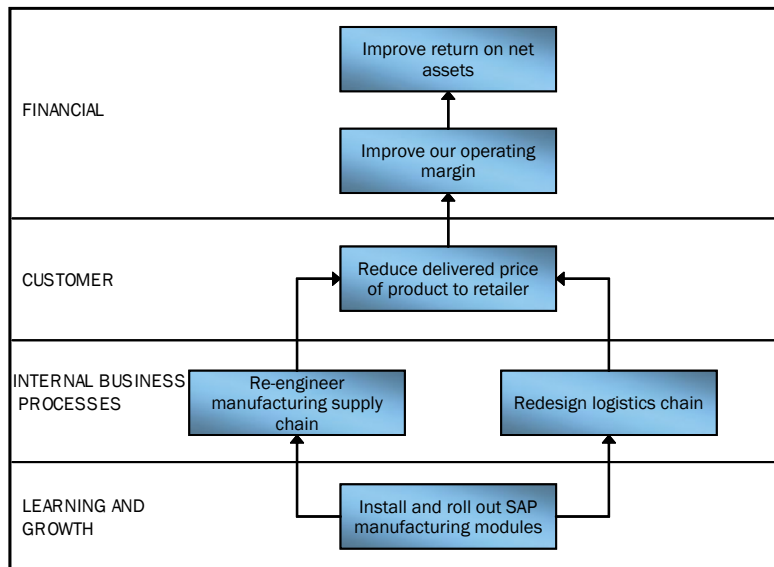 FINANCIAL
Improve return on net
assets
Improve our operating
margin
CUSTOMER
Reduce delivered price
of product to retailer
INTERNAL BUSINESS
PROCESSES
Re-engineer
manufacturing supply
chain
Redesign logistics chain
LEARNING AND
GROWTH
Install and roll out SAP
manufacturing modules